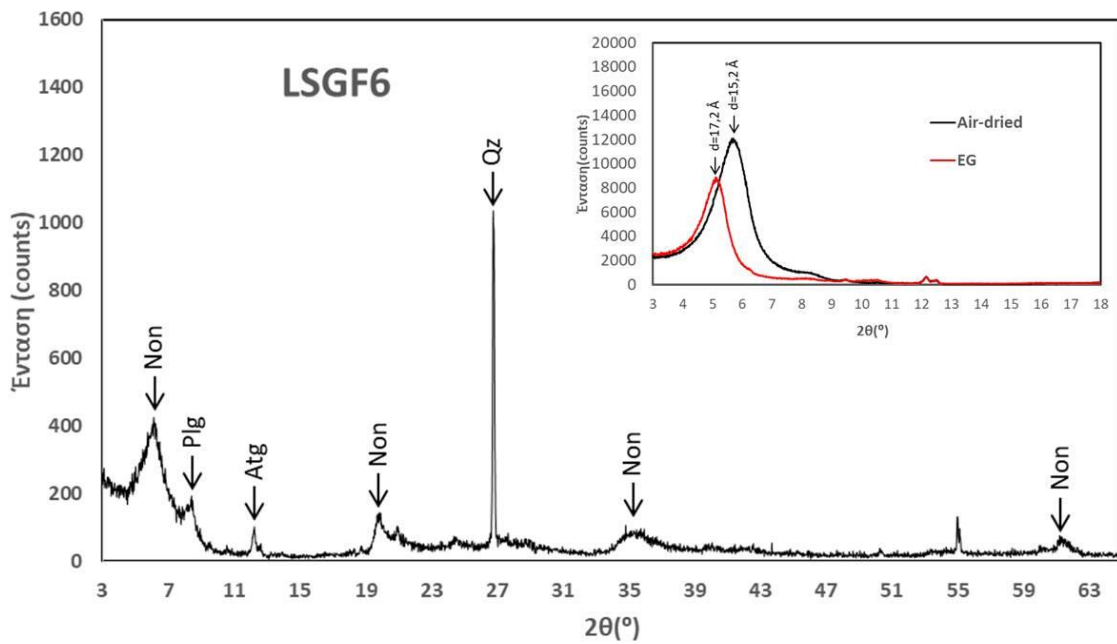 LSGF6
Ένταση (counts)
1600
1400
1200
1000
800
600
400
200
0
Non
Plg
Atg
Non
Qz
Non
Non
3 7 11 15 19 23 27 31 35 39 43 47 51 55 59 63
2θ(º)
Ένταση(counts)
20000
18000
16000
14000
12000
10000
8000
6000
4000
2000
0
d=17,2 Å
d=15,2 Å
Air-dried
EG
3 4 5 6 7 8 9 10 11 12 13 14 15 16 17 18
2θ(º)